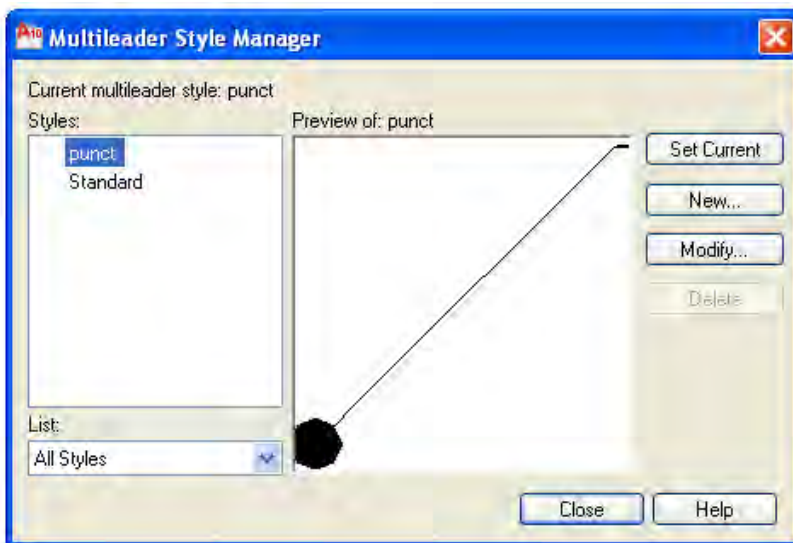 A10 Multileader Style Manager
Current multileader style: punct
Styles:
Preview of: punct
punct
Standard
Set Current
New...
Modify...
Delete
List:
All Styles
Close
Help